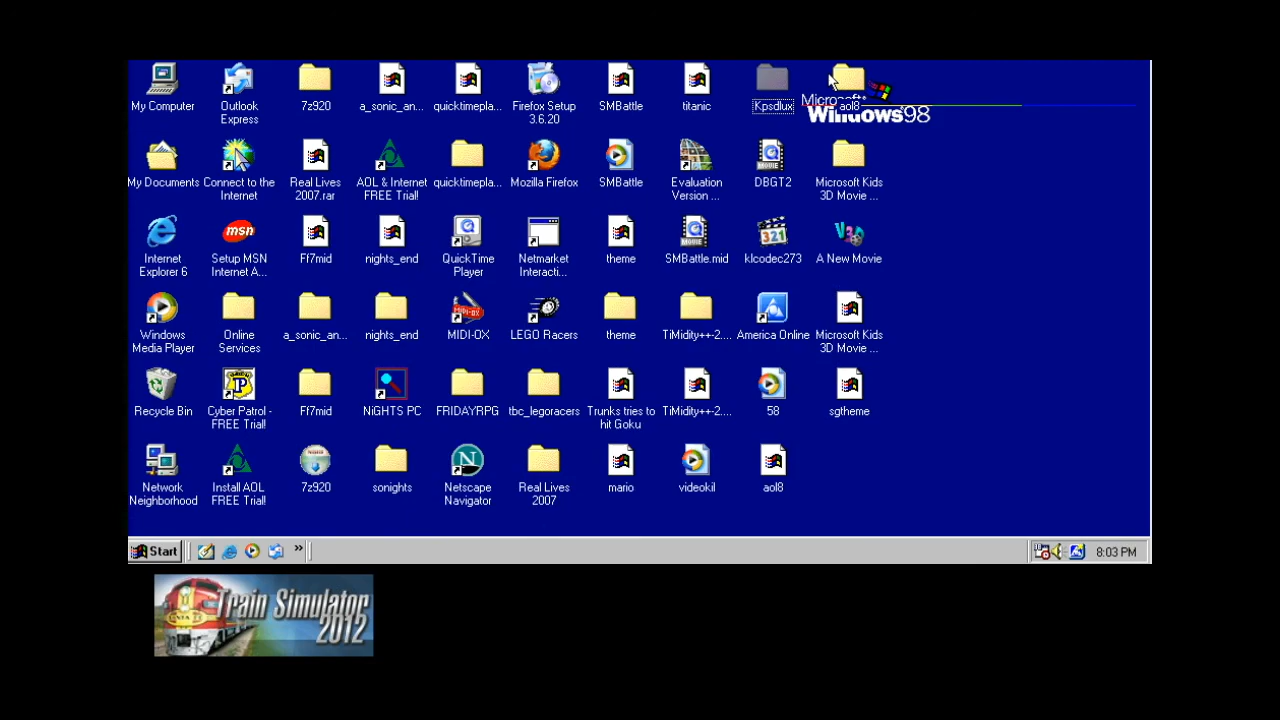 My Computer
Outlook
Express
7z920
a_sonic_an...
quicktimepla...
Firefox Setup
3.6.20
SMBattle
titanic
Kpsdlux
aol8
Microsoft
Windows 98
My Documents
Connect to the
Internet
Real Lives
2007.rar
AOL & Internet
FREE Trial!
quicktimepla...
Mozilla Firefox
SMBattle
Evaluation
Version ...
DBGT2
Microsoft Kids
3D Movie ...
Internet
Explorer 6
Setup MSN
Internet A...
Ff7mid
nights_end
QuickTime
Player
Netmarket
Interacti...
theme
SMBattle.mid
klcodec273
A New Movie
Windows
Media Player
Online
Services
a_sonic_an...
nights_end
MIDI-OX
LEGO Racers
theme
TiMidity++-2....
America Online
Microsoft Kids
3D Movie ...
Recycle Bin
Cyber Patrol -
FREE Trial!
Ff7mid
NiGHTS PC
FRIDAYRPG
tbc_legoracers
Trunks tries to
hit Goku
TiMidity++-2....
58
sgtheme
Network
Neighborhood
Install AOL
FREE Trial!
7z920
sonights
Netscape
Navigator
Real Lives
2007
mario
videokil
aol8
Start
8:03 PM
Train Simulator
2012